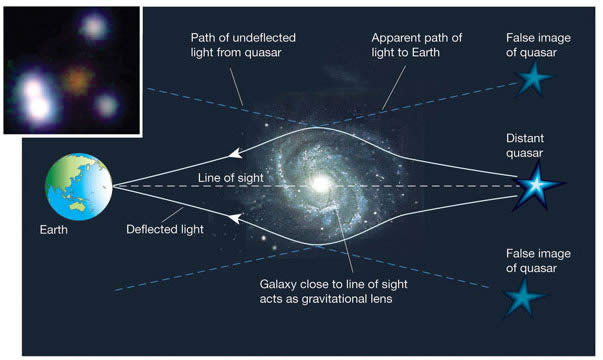 Path of undeflected
light from quasar
Apparent path of
light to Earth
False image
of quasar
Distant
quasar
Line of sight
Earth
Deflected light
Galaxy close to line of sight
acts as gravitational lens
False image
of quasar